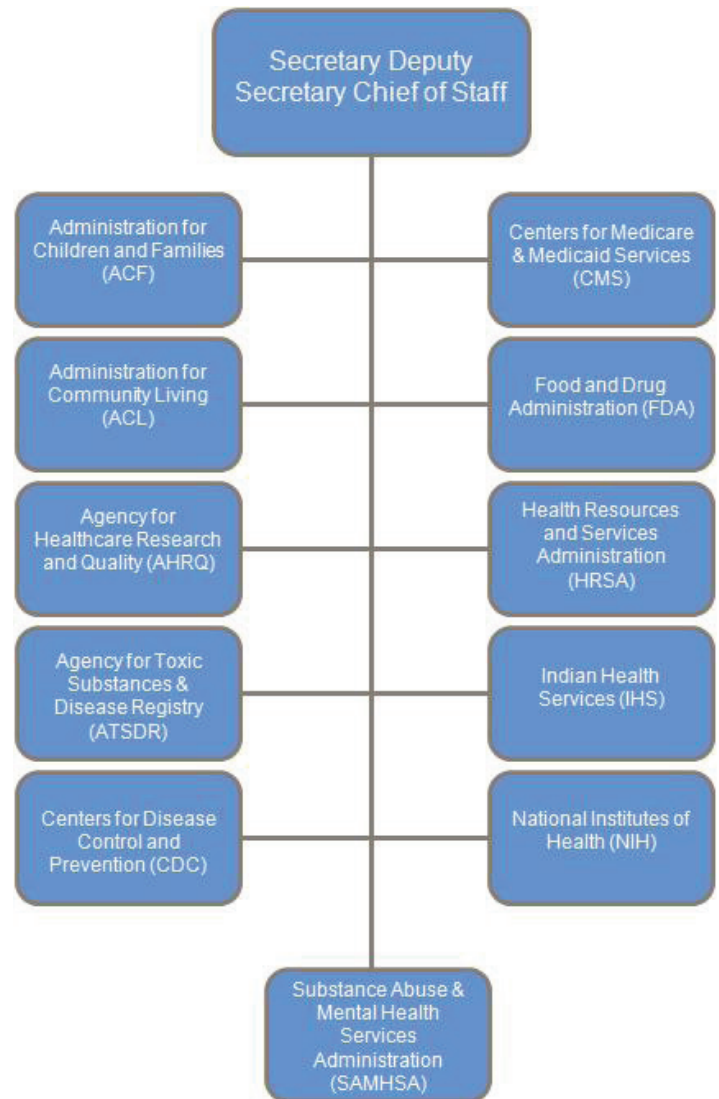 Secretary Deputy
Secretary Chief of Staff
Administration for
Children and Families
(ACF)
Centers for Medicare
& Medicaid Services
(CMS)
Administration for
Community Living
(ACL)
Food and Drug
Administration (FDA)
Agency for
Healthcare Research
and Quality (AHRQ)
Health Resources
and Services
Administration
(HRSA)
Agency for Toxic
Substances &
Disease Registry
(ATSDR)
Indian Health
Services (IHS)
Centers for Disease
Control and
Prevention (CDC)
National Institutes of
Health (NIH)
Substance Abuse &
Mental Health
Services
Administration
(SAMHSA)